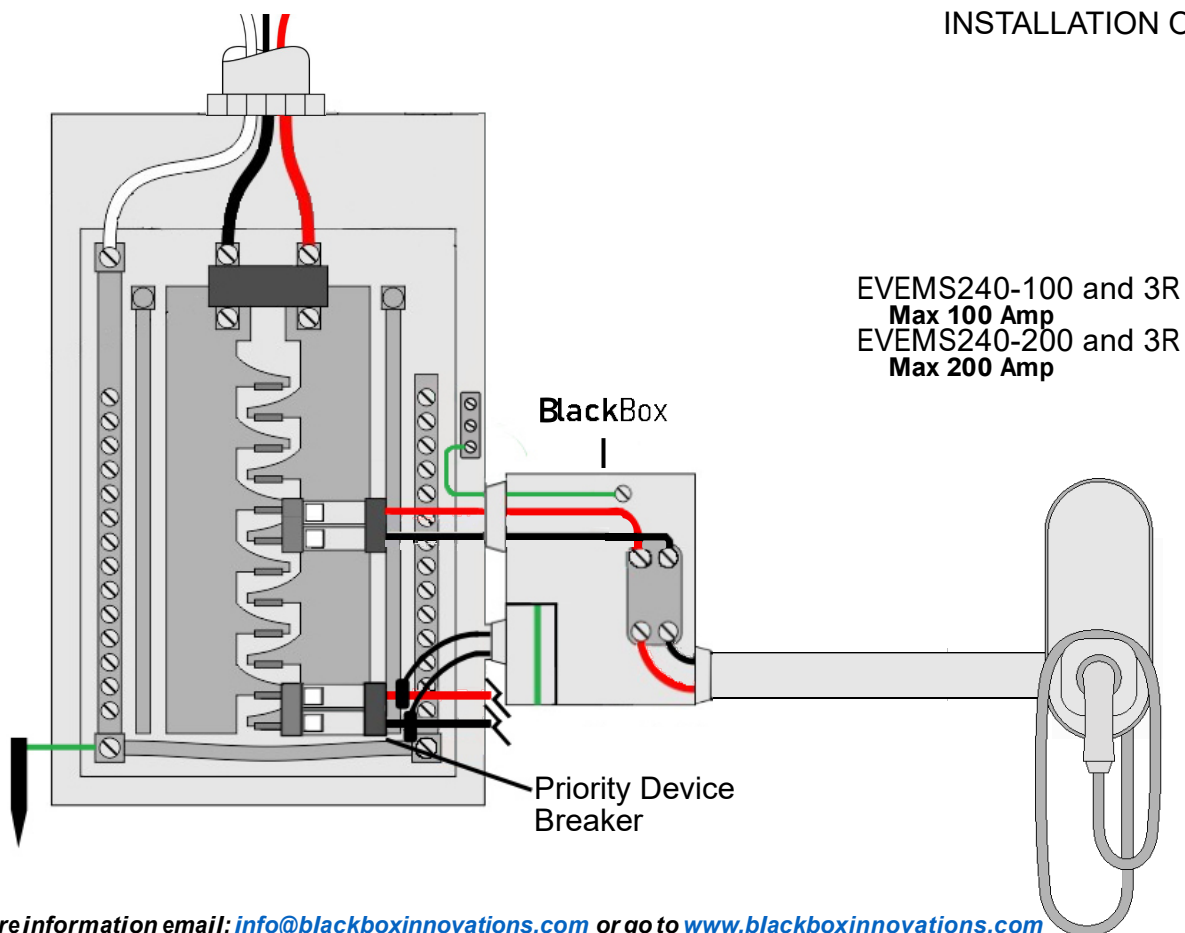 INSTALLATION
EVEMS240-100 and 3R
Max 100 Amp
EVEMS240-200 and 3R
Max 200 Amp
BlackBox
Priority Device
Breaker
information email: info@blackboxinnovations.com or go to www.blackboxinnovations.com